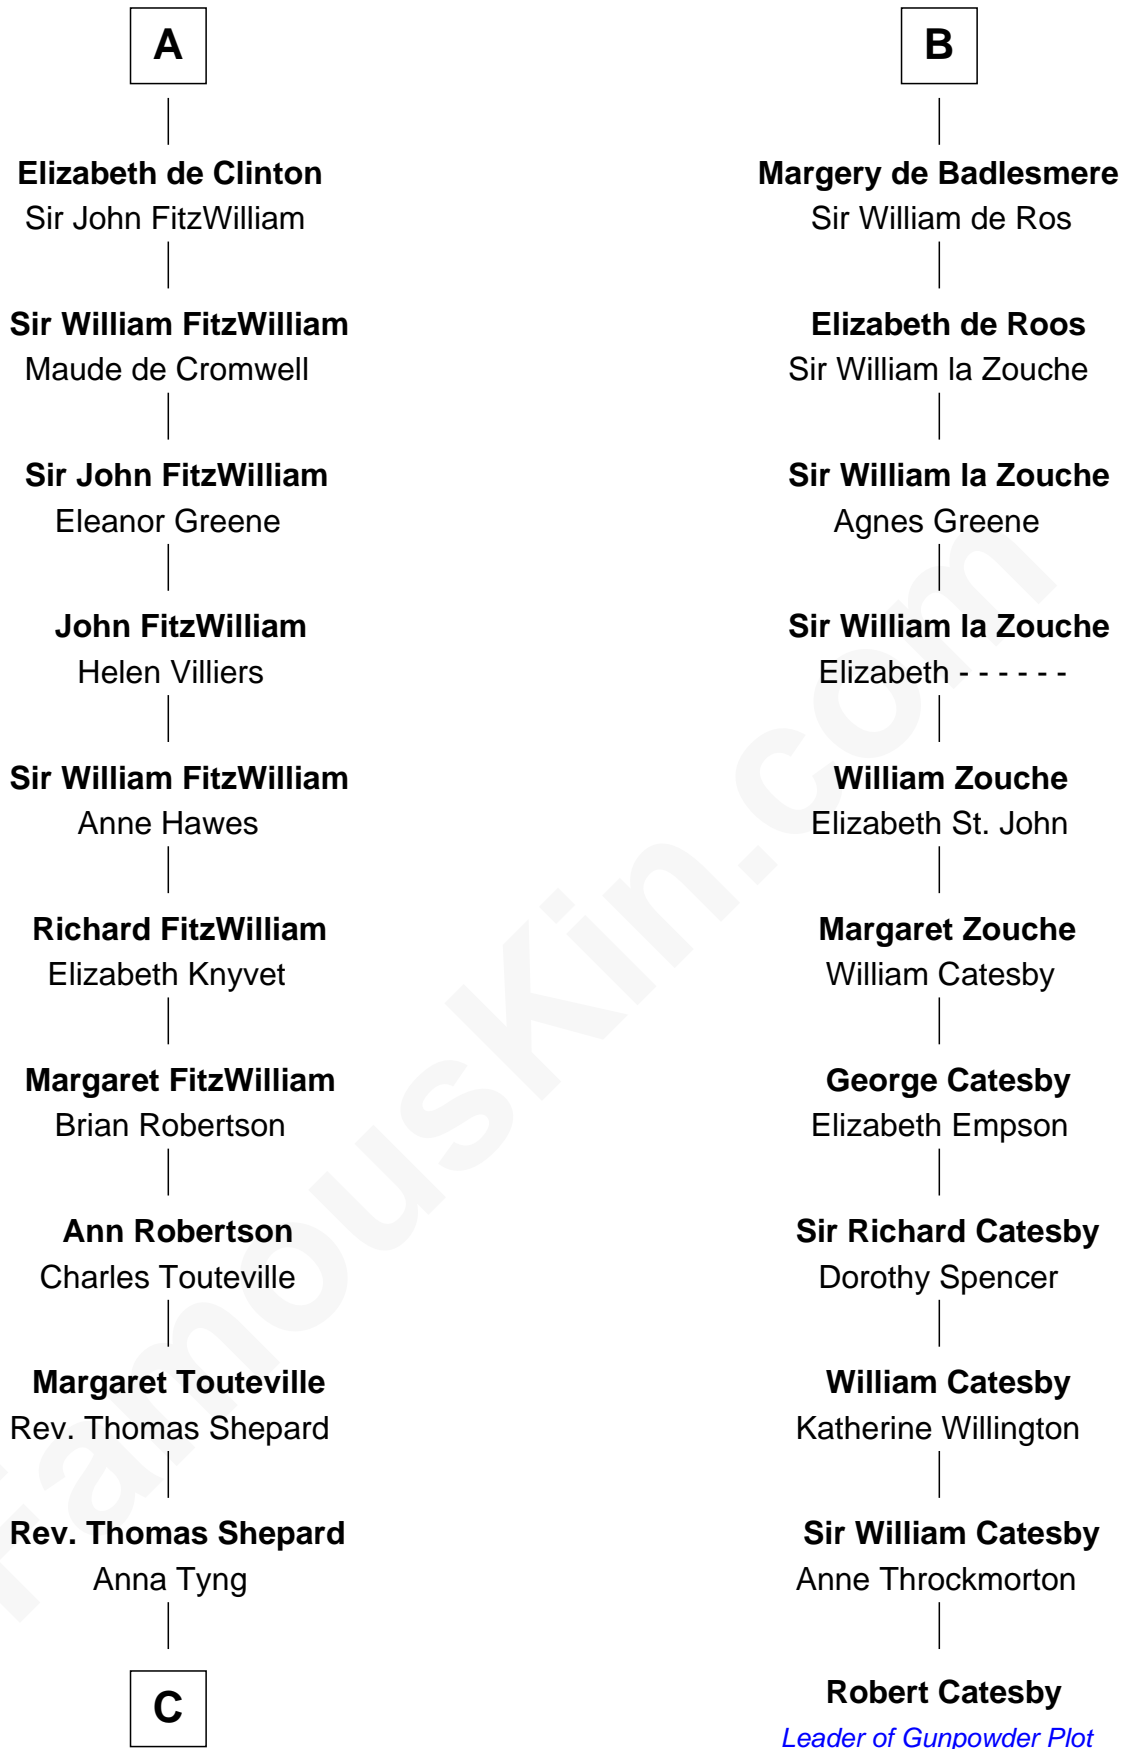 A
Elizabeth de Clinton
Sir John FitzWilliam
Sir William FitzWilliam
Maude de Cromwell
Sir John FitzWilliam
Eleanor Greene
John FitzWilliam
Helen Villiers
Sir William FitzWilliam
Anne Hawes
Richard FitzWilliam
Elizabeth Knyvet
Margaret FitzWilliam
Brian Robertson
Ann Robertson
Charles Touteville
Margaret Touteville
Rev. Thomas Shepard
Rev. Thomas Shepard
Anna Tyng
C
B
Margery de Badlesmere
Sir William de Ros
Elizabeth de Roos
Sir William la Zouche
Sir William la Zouche
Agnes Greene
Sir William la Zouche
Elizabeth - - - - - -
William Zouche
Elizabeth St. John
Margaret Zouche
William Catesby
George Catesby
Elizabeth Empson
Sir Richard Catesby
Dorothy Spencer
William Catesby
Katherine Willington
Sir William Catesby
Anne Throckmorton
Robert Catesby
Leader of Gunpowder Plot
FamousKin.com